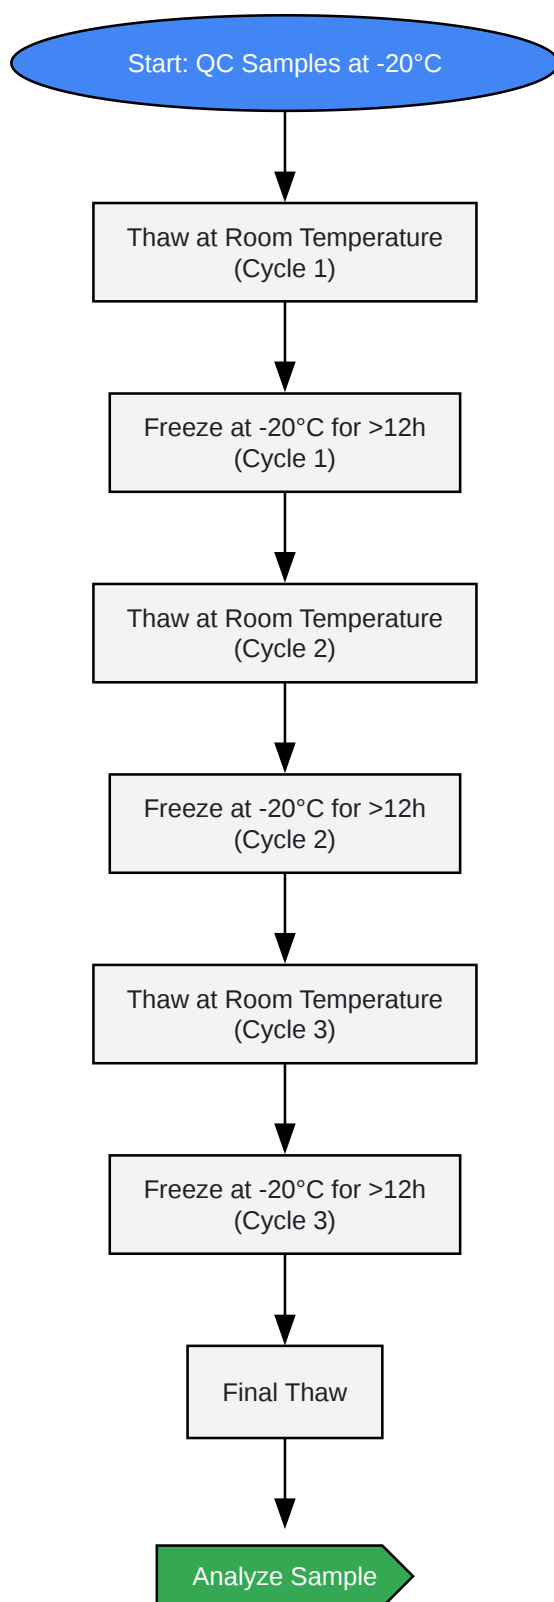 Start: QC Samples at -20°C
Thaw at Room Temperature
(Cycle 1)
Freeze at -20°C for >12h
(Cycle 1)
Thaw at Room Temperature
(Cycle 2)
Freeze at -20°C for >12h
(Cycle 2)
Thaw at Room Temperature
(Cycle 3)
Freeze at -20°C for >12h
(Cycle 3)
Final Thaw
Analyze Sample